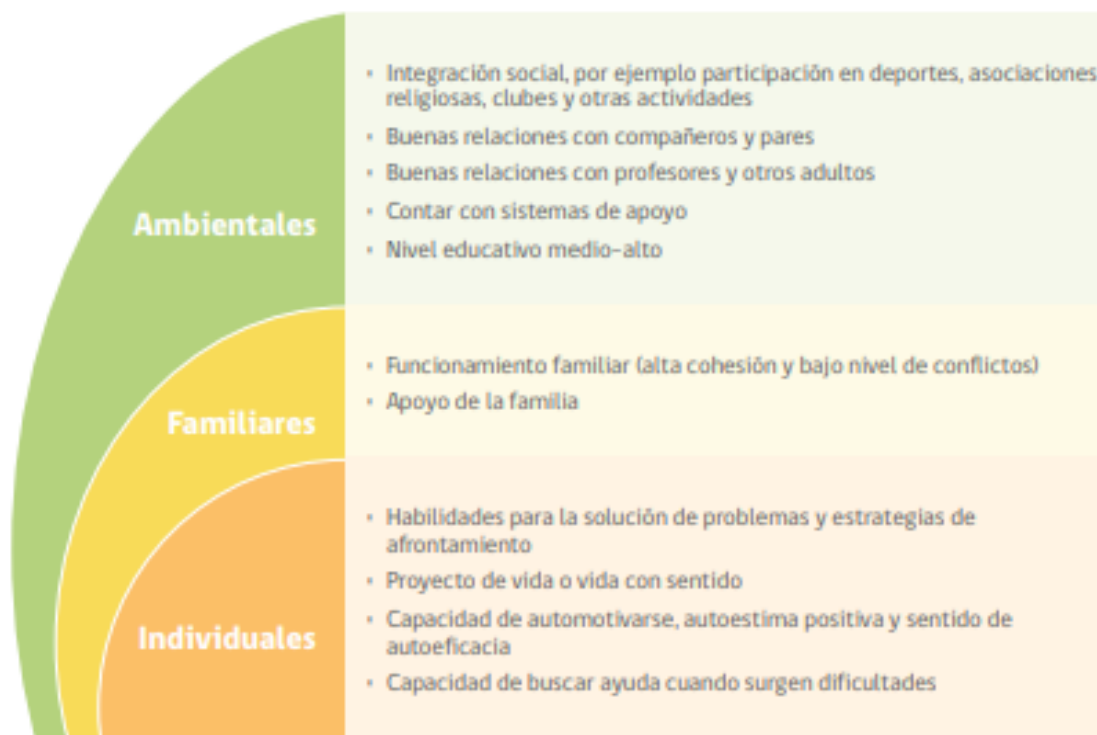 Ambientales
• Integración social, por ejemplo participación en deportes, asociaciones
religiosas, clubes y otras actividades
• Buenas relaciones con compañeros y pares
• Buenas relaciones con profesores y otros adultos
• Contar con sistemas de apoyo
• Nivel educativo medio-alto
Familiares
• Funcionamiento familiar (alta cohesión y bajo nivel de conflictos)
• Apoyo de la familia
Individuales
• Habilidades para la solución de problemas y estrategias de
afrontamiento
• Proyecto de vida o vida con sentido
• Capacidad de automotivarse, autoestima positiva y sentido de
autoeficacia
• Capacidad de buscar ayuda cuando surgen dificultades